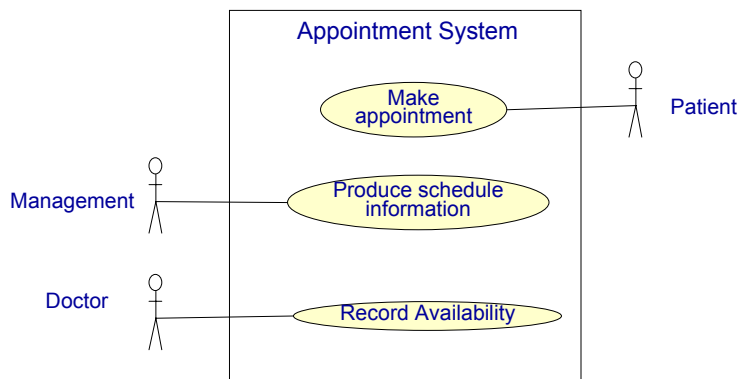 Appointment System
Make
appointment
Patient
Produce schedule
information
Management
Doctor
Record Availability